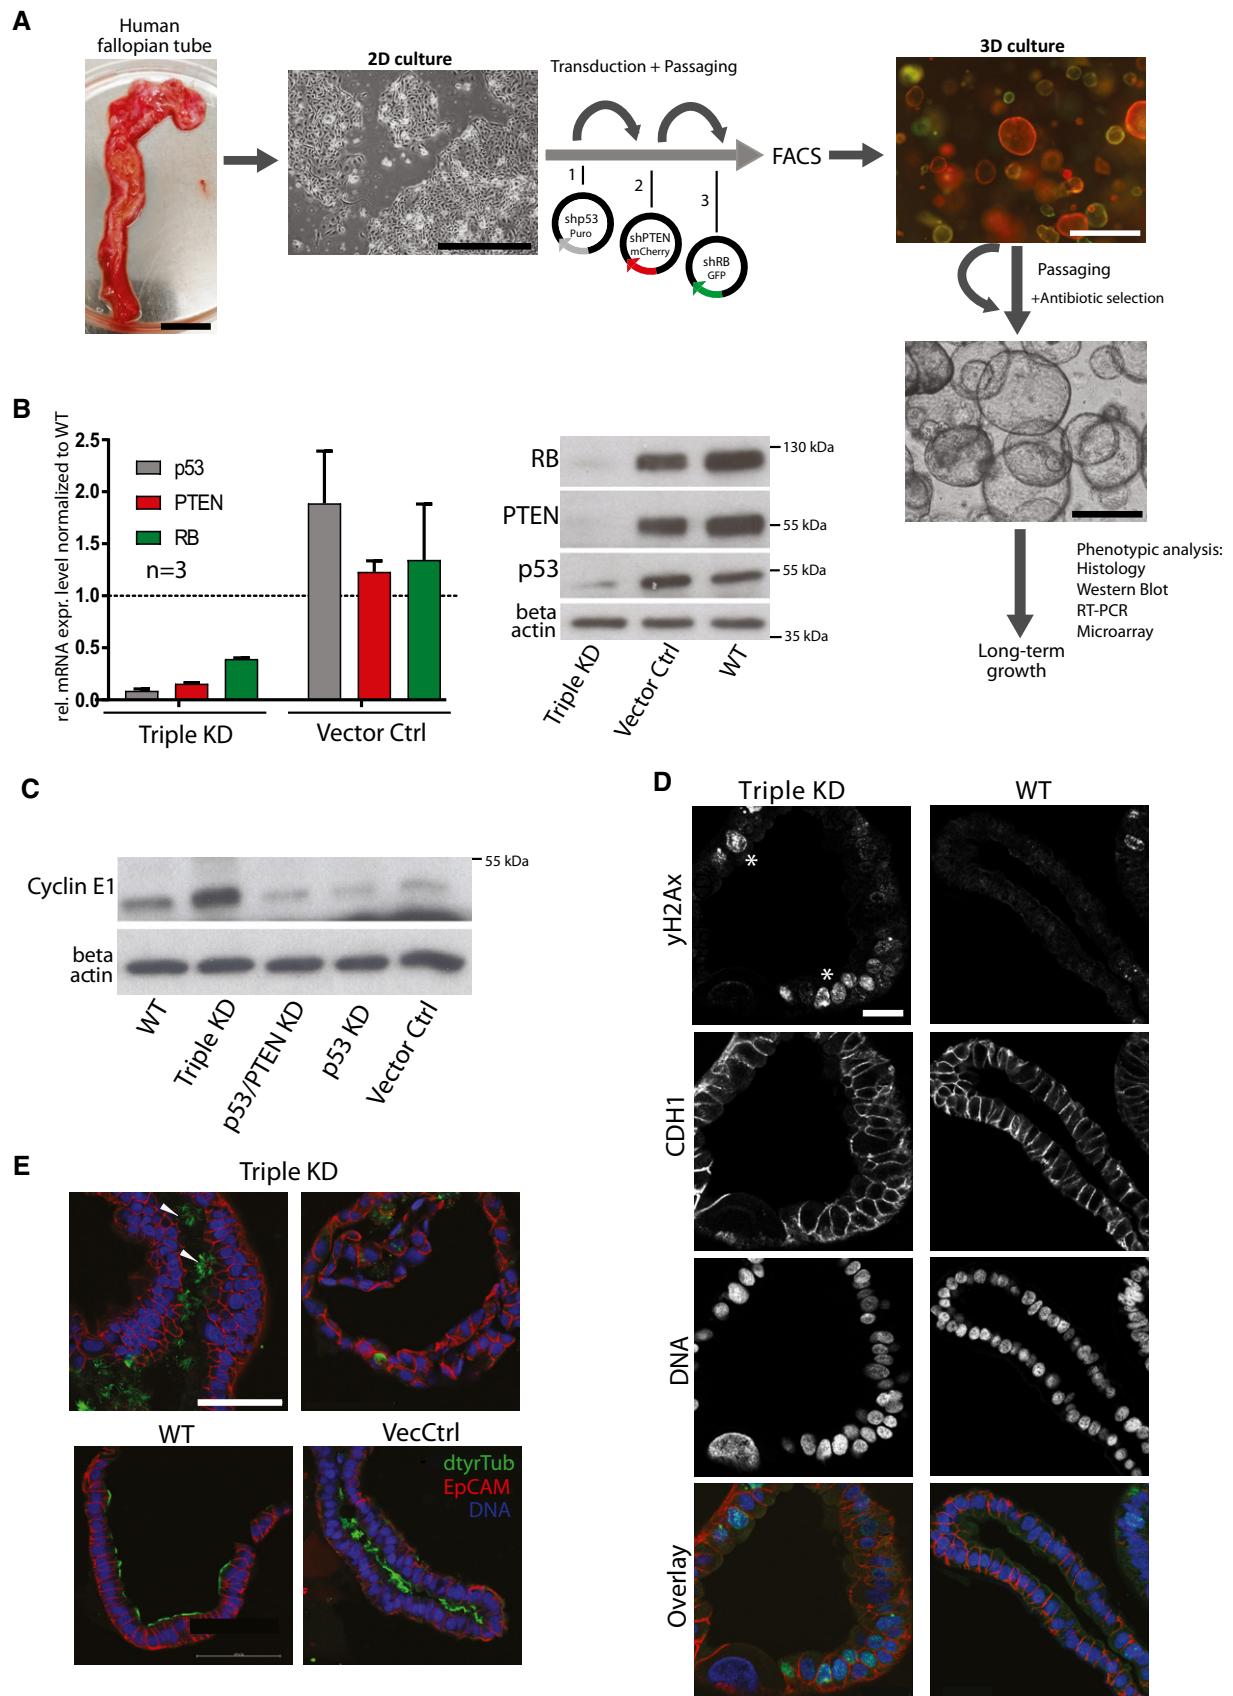 A
Human
fallopian tube
2D culture
Transduction + Passaging
3D culture
FACS
1
2
3
shp53
Puro
shPTEN
mCherry
shRB
GFP
Passaging
+Antibiotic selection
Phenotypic analysis:
Histology
Western Blot
RT-PCR
Microarray
Long-term
growth
B
rel. mRNA expr. level normalized to WT
2.5
2.0
1.5
1.0
0.5
0.0
p53
PTEN
RB
n=3
Triple KD
Vector Ctrl
RB
PTEN
p53
beta
actin
130 kDa
55 kDa
55 kDa
35 kDa
Triple KD
Vector Ctrl
WT
C
Cyclin E1
beta
actin
55 kDa
WT
Triple KD
p53/PTEN KD
p53 KD
Vector Ctrl
D
Triple KD
WT
yH2Ax
*
*
CDH1
DNA
Overlay
E
Triple KD
WT
VecCtrl
dtyrTub
EpCAM
DNA